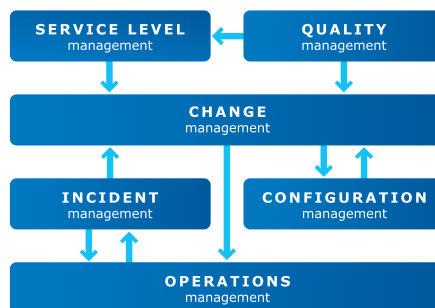 SERVICE LEVEL
management
QUALITY
management
CHANGE
management
INCIDENT
management
CONFIGURATION
management
OPERATIONS
management